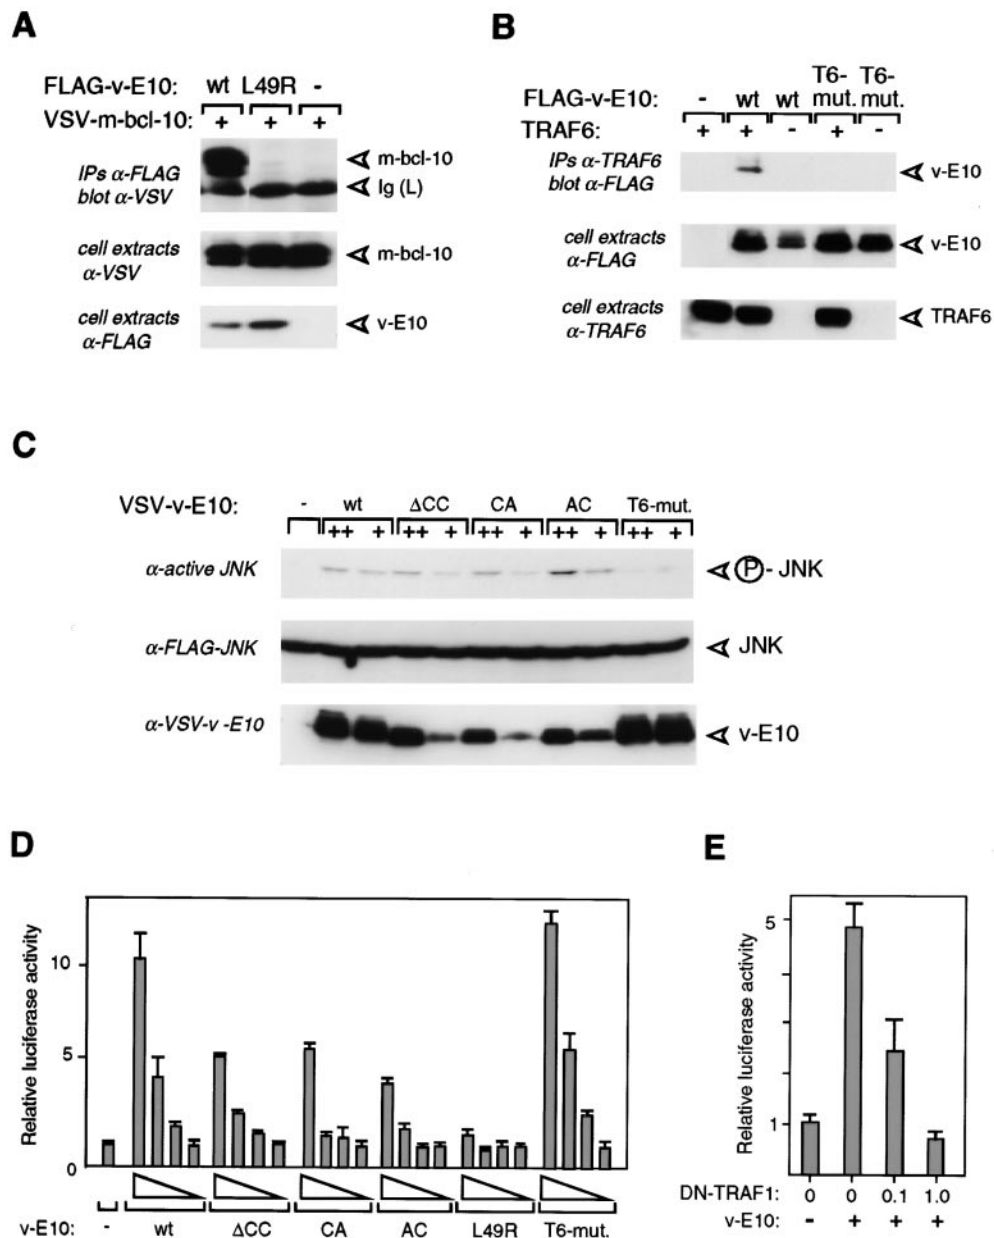 A
FLAG-v-E10: wt L49R -
VSV-m-bcl-10: + + +
IPs α-FLAG
blot α-VSV
m-bcl-10
Ig (L)
cell extracts
α-VSV
m-bcl-10
cell extracts
α-FLAG
v-E10
B
FLAG-v-E10: - wt wt T6-mut. T6-mut.
TRAF6: + + - + -
IPs α-TRAF6
blot α-FLAG
v-E10
cell extracts
α-FLAG
v-E10
cell extracts
α-TRAF6
TRAF6
C
VSV-v-E10: - wt ΔCC CA AC T6-mut.
++ + ++ + ++ + ++ + ++ +
α-active JNK
P - JNK
α-FLAG-JNK
JNK
α-VSV-v -E10
v-E10
D
Relative luciferase activity
10
5
0
v-E10: - wt ΔCC CA AC L49R T6-mut.
E
Relative luciferase activity
5
1
DN-TRAF1: 0 0 0.1 1.0
v-E10: - + + +